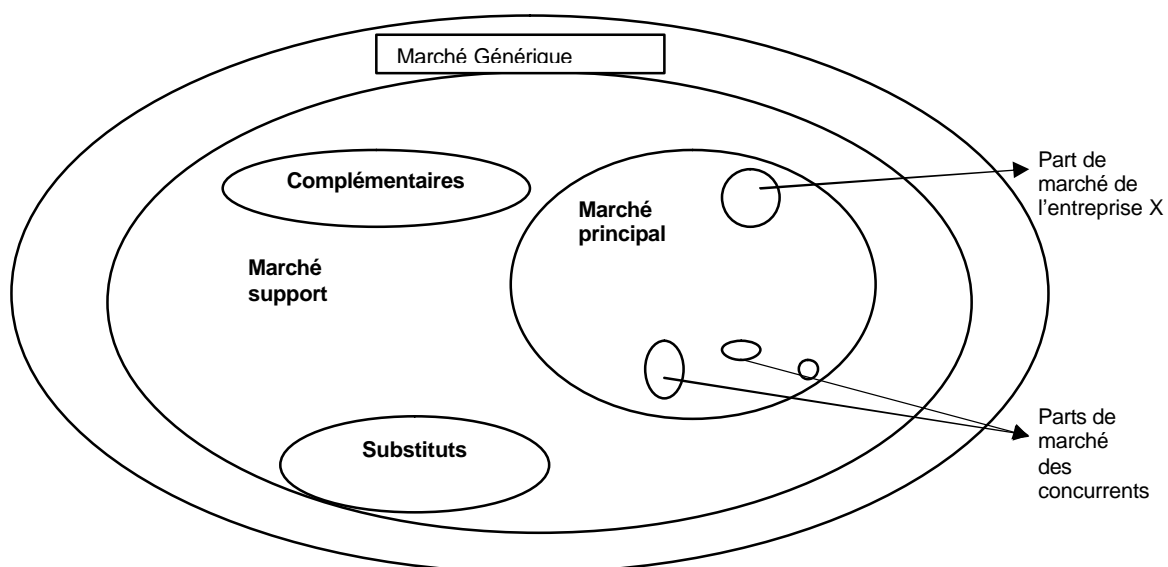 Marché Générique
Complémentaires
Marché
principal
Marché
support
Substituts
Part de
marché de
l'entreprise X
Parts de
marché
des
concurrents